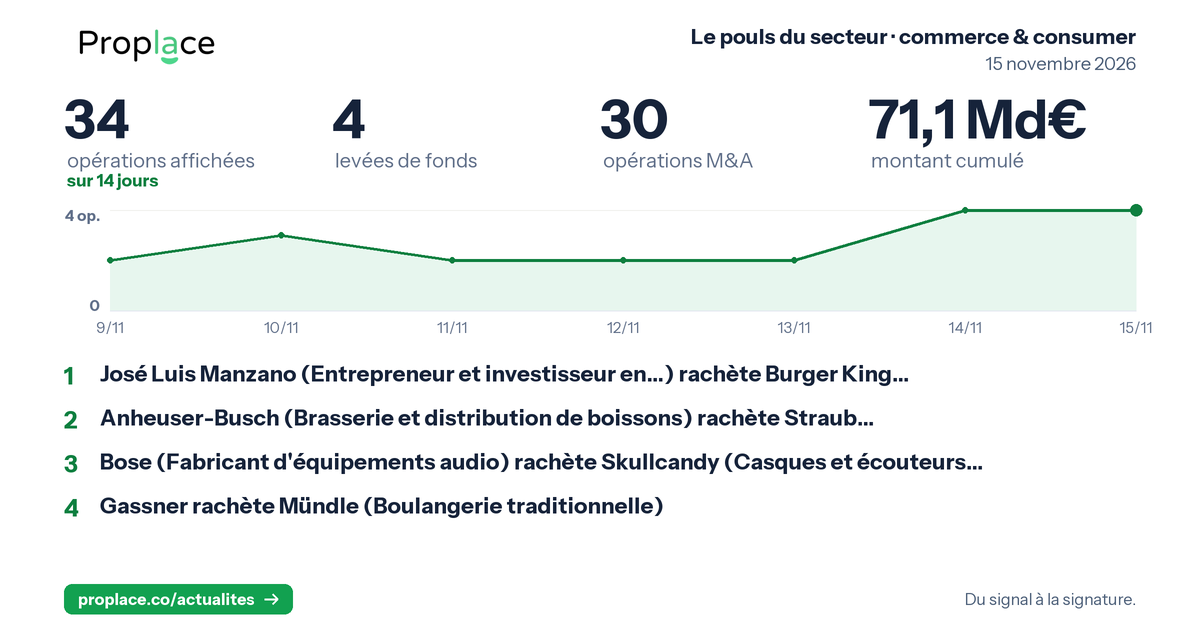 Proplace
Le pouls du secteur · commerce & consumer
15 novembre 2026
34
opérations affichées
sur 14 jours
4
levées de fonds
30
opérations M&A
71,1 Md€
montant cumulé
4 op.
0
9/11
10/11
11/11
12/11
13/11
14/11
15/11
1 José Luis Manzano (Entrepreneur et investisseur en...) rachète Burger King...
2 Anheuser-Busch (Brasserie et distribution de boissons) rachète Straub...
3 Bose (Fabricant d'équipements audio) rachète Skullcandy (Casques et écouteurs...
4 Gassner rachète Mündle (Boulangerie traditionnelle)
proplace.co/actualites →
Du signal à la signature.